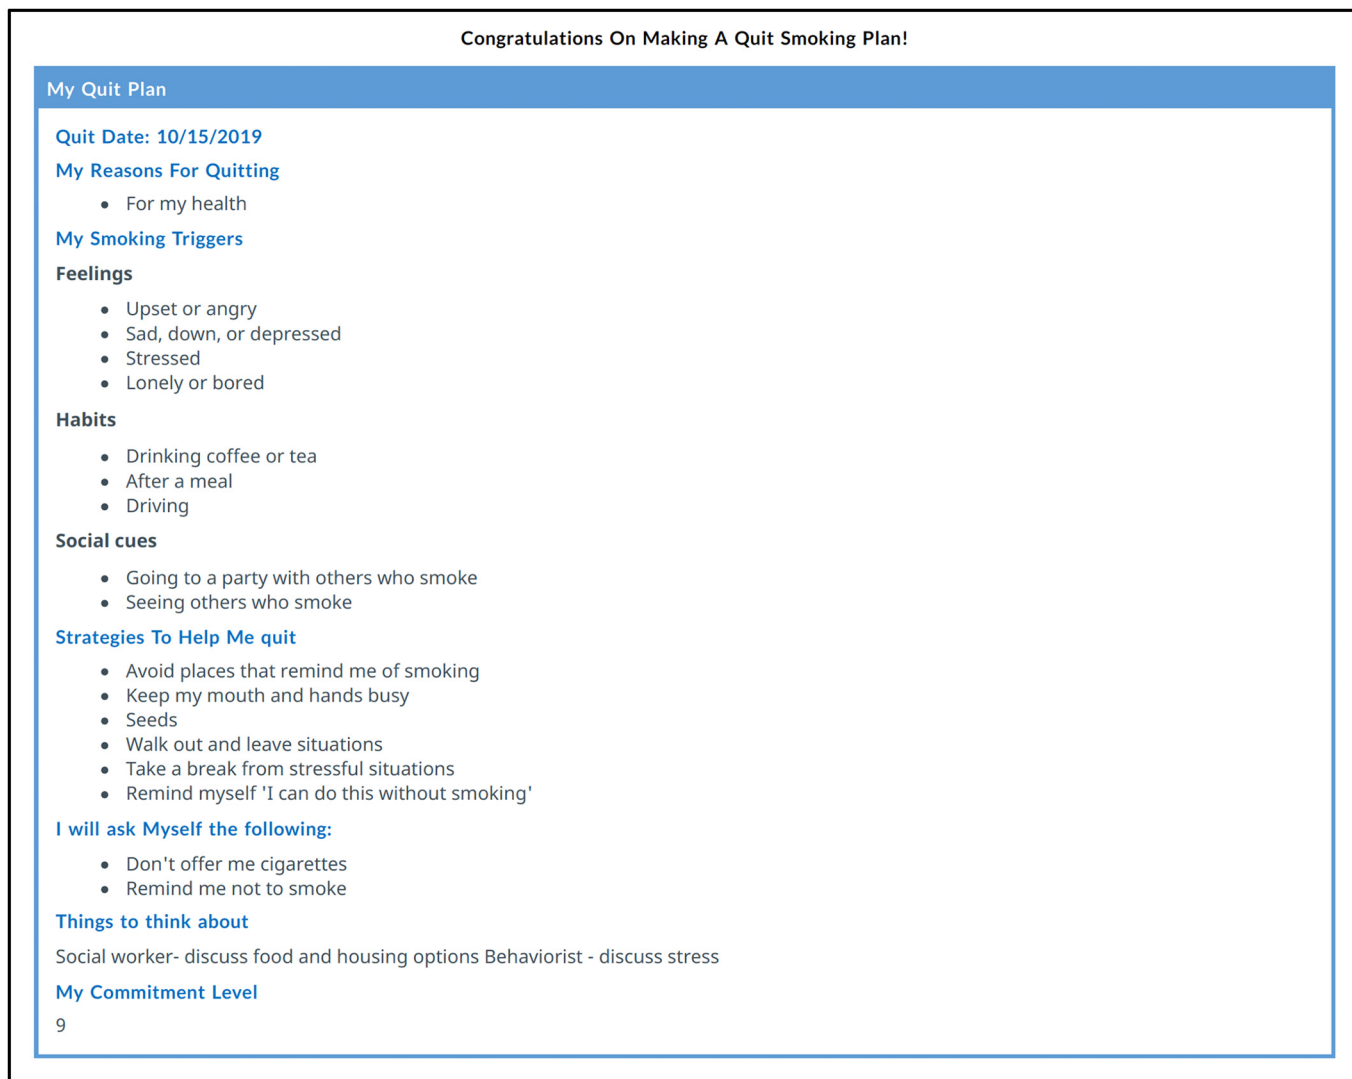 Congratulations On Making A Quit Smoking Plan!
My Quit Plan
Quit Date: 10/15/2019
My Reasons For Quitting
• For my health
My Smoking Triggers
Feelings
• Upset or angry
• Sad, down, or depressed
• Stressed
• Lonely or bored
Habits
• Drinking coffee or tea
• After a meal
• Driving
Social cues
• Going to a party with others who smoke
• Seeing others who smoke
Strategies To Help Me quit
• Avoid places that remind me of smoking
• Keep my mouth and hands busy
• Seeds
• Walk out and leave situations
• Take a break from stressful situations
• Remind myself 'I can do this without smoking'
I will ask Myself the following:
• Don't offer me cigarettes
• Remind me not to smoke
Things to think about
Social worker- discuss food and housing options Behaviorist - discuss stress
My Commitment Level
9